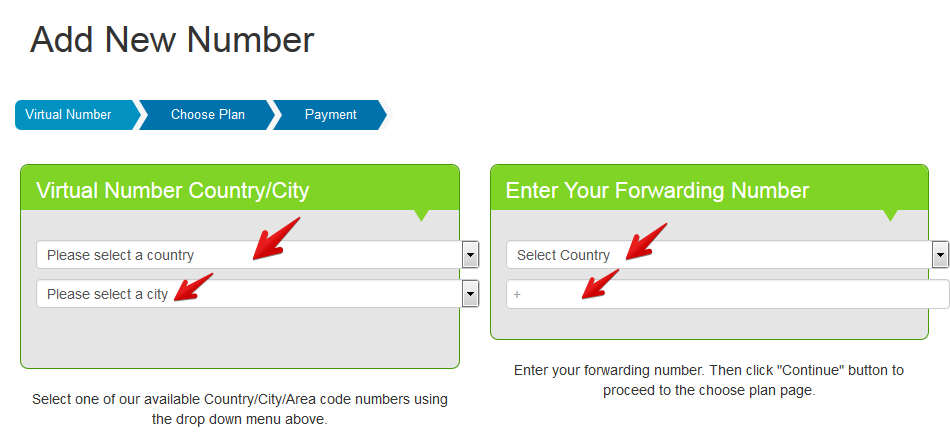 Add New Number
Virtual Number
Choose Plan
Payment
Virtual Number Country/City
Please select a country
Please select a city
Select one of our available Country/City/Area code numbers using
the drop down menu above.
Enter Your Forwarding Number
Select Country
+
Enter your forwarding number. Then click "Continue" button to
proceed to the choose plan page.